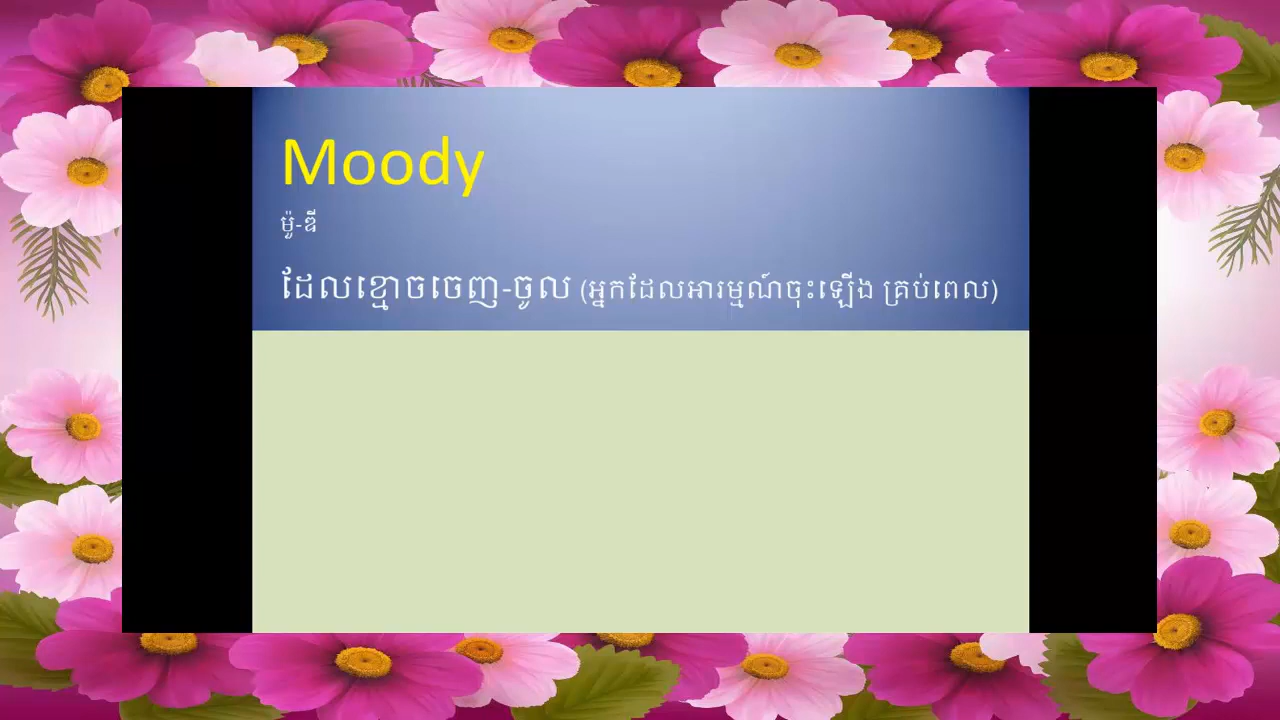 Moody
ម៉ូ-ឌី
ដែលខ្មោចចេញ-ចូល (អ្នកដែលអារម្មណ៍ចុះឡើង គ្រប់ពេល)